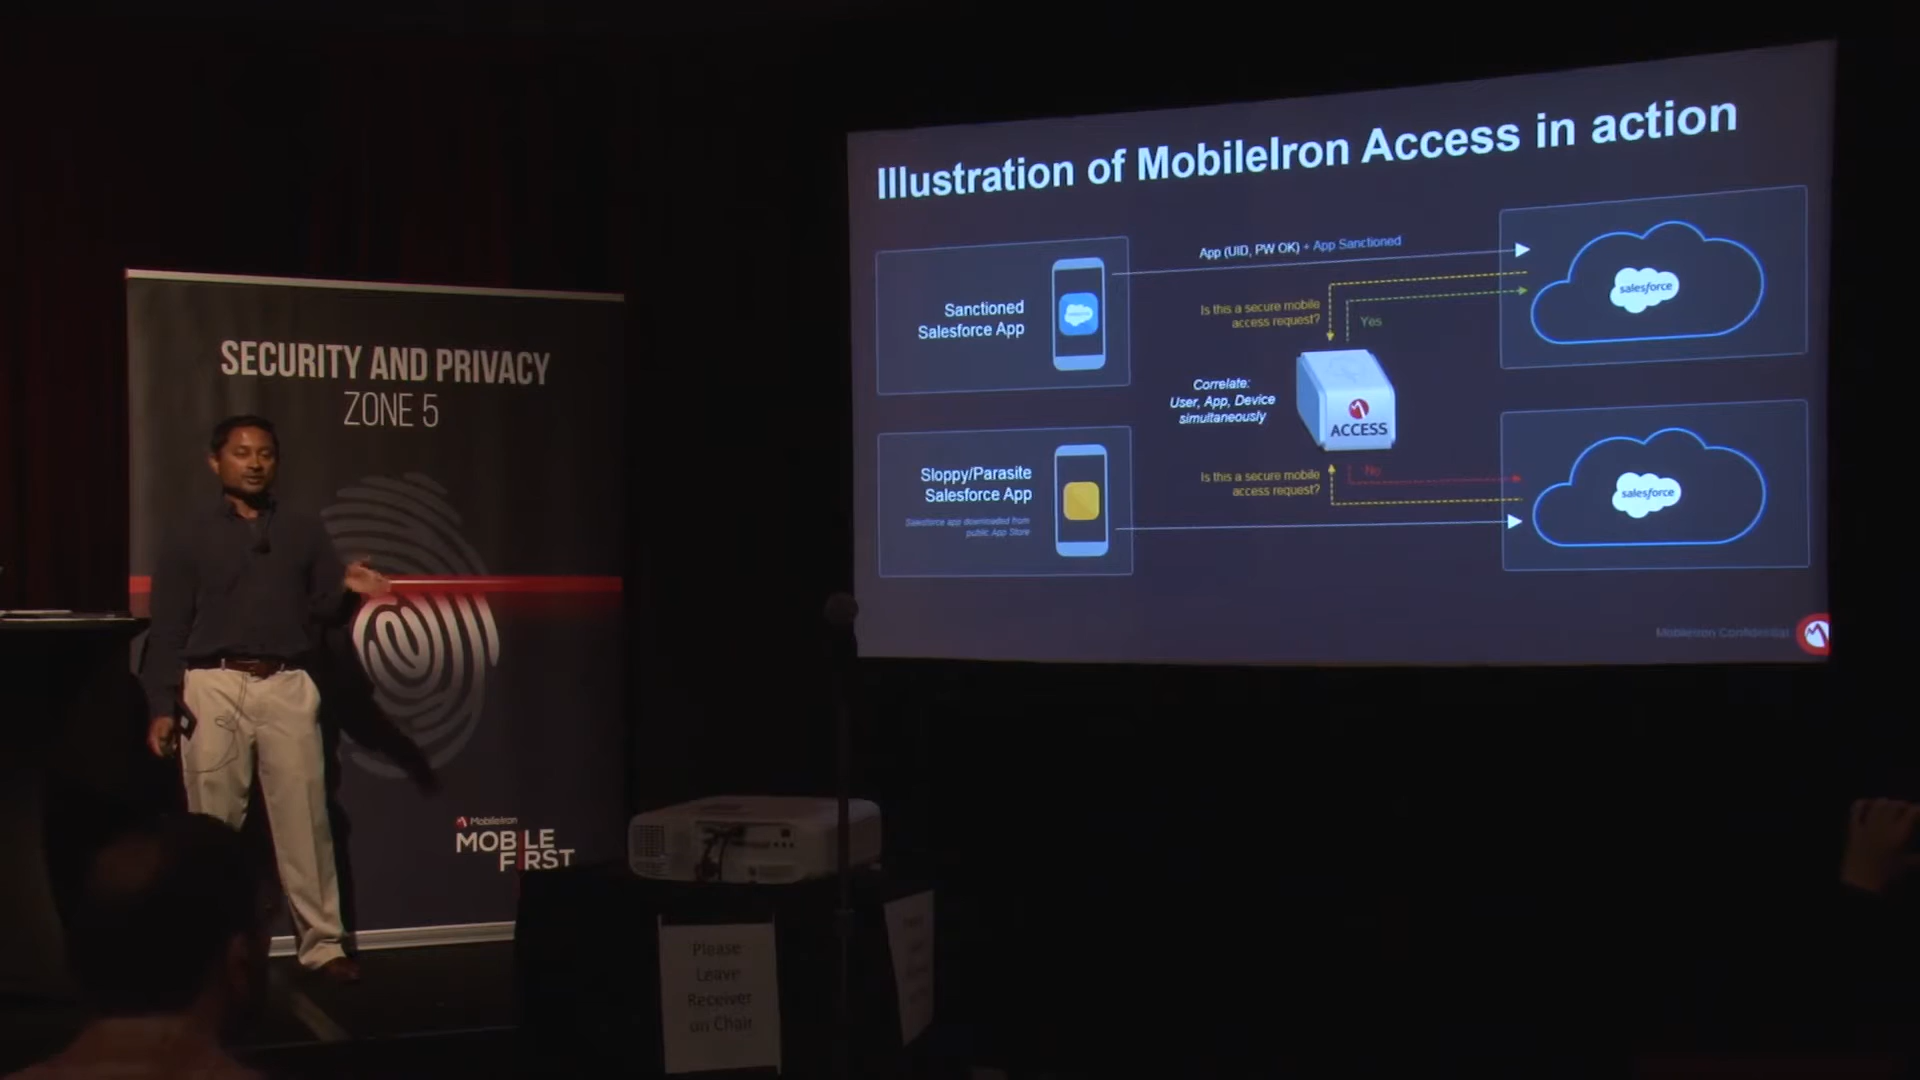 SECURITY AND PRIVACY
ZONE 5
MobileIron
MOBILE
FIRST
Illustration of MobileIron Access in action
Sanctioned
Salesforce App
App (UID, PW OK) + App Sanctioned
Is this a secure mobile
access request?
Yes
salesforce
Correlate:
User, App, Device
simultaneously
ACCESS
Sloppy/Parasite
Salesforce App
Salesforce app downloaded from
public App Store
Is this a secure mobile
access request?
No
salesforce
MobileIron Confidential
Please
Leave
Receiver
on Chair